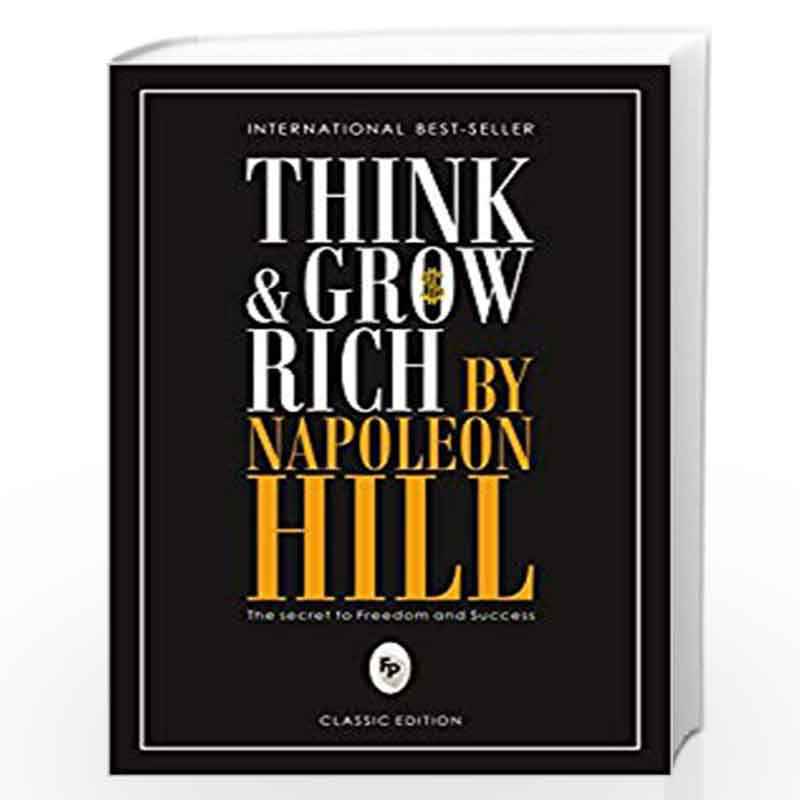 INTERNATIONAL BEST-SELLER
THINK
& GROW
RICH BY
NAPOLEON
HILL
The secret to Freedom and Success
FP
CLASSIC EDITION